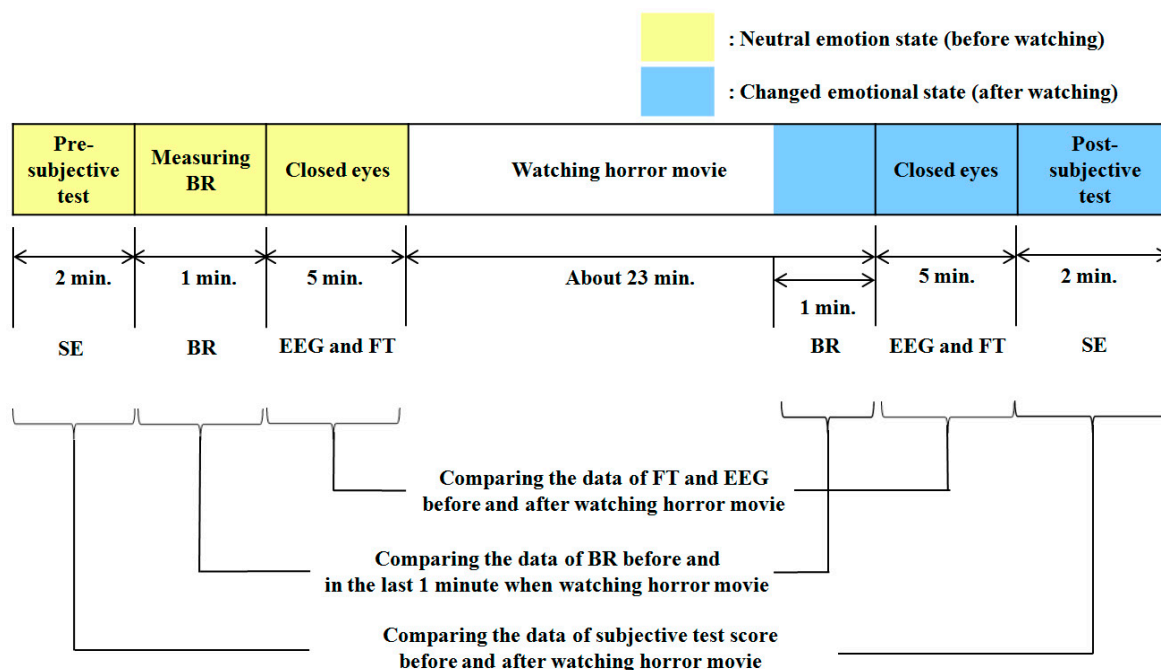 : Neutral emotion state (before watching)
: Changed emotional state (after watching)
Pre-
subjective
test
Measuring
BR
Closed eyes
Watching horror movie
Closed eyes
Post-
subjective
test
2 min.
1 min.
5 min.
About 23 min.
1 min.
5 min.
2 min.
SE
BR
EEG and FT
BR
EEG and FT
SE
Comparing the data of FT and EEG
before and after watching horror movie
Comparing the data of BR before and
in the last 1 minute when watching horror movie
Comparing the data of subjective test score
before and after watching horror movie